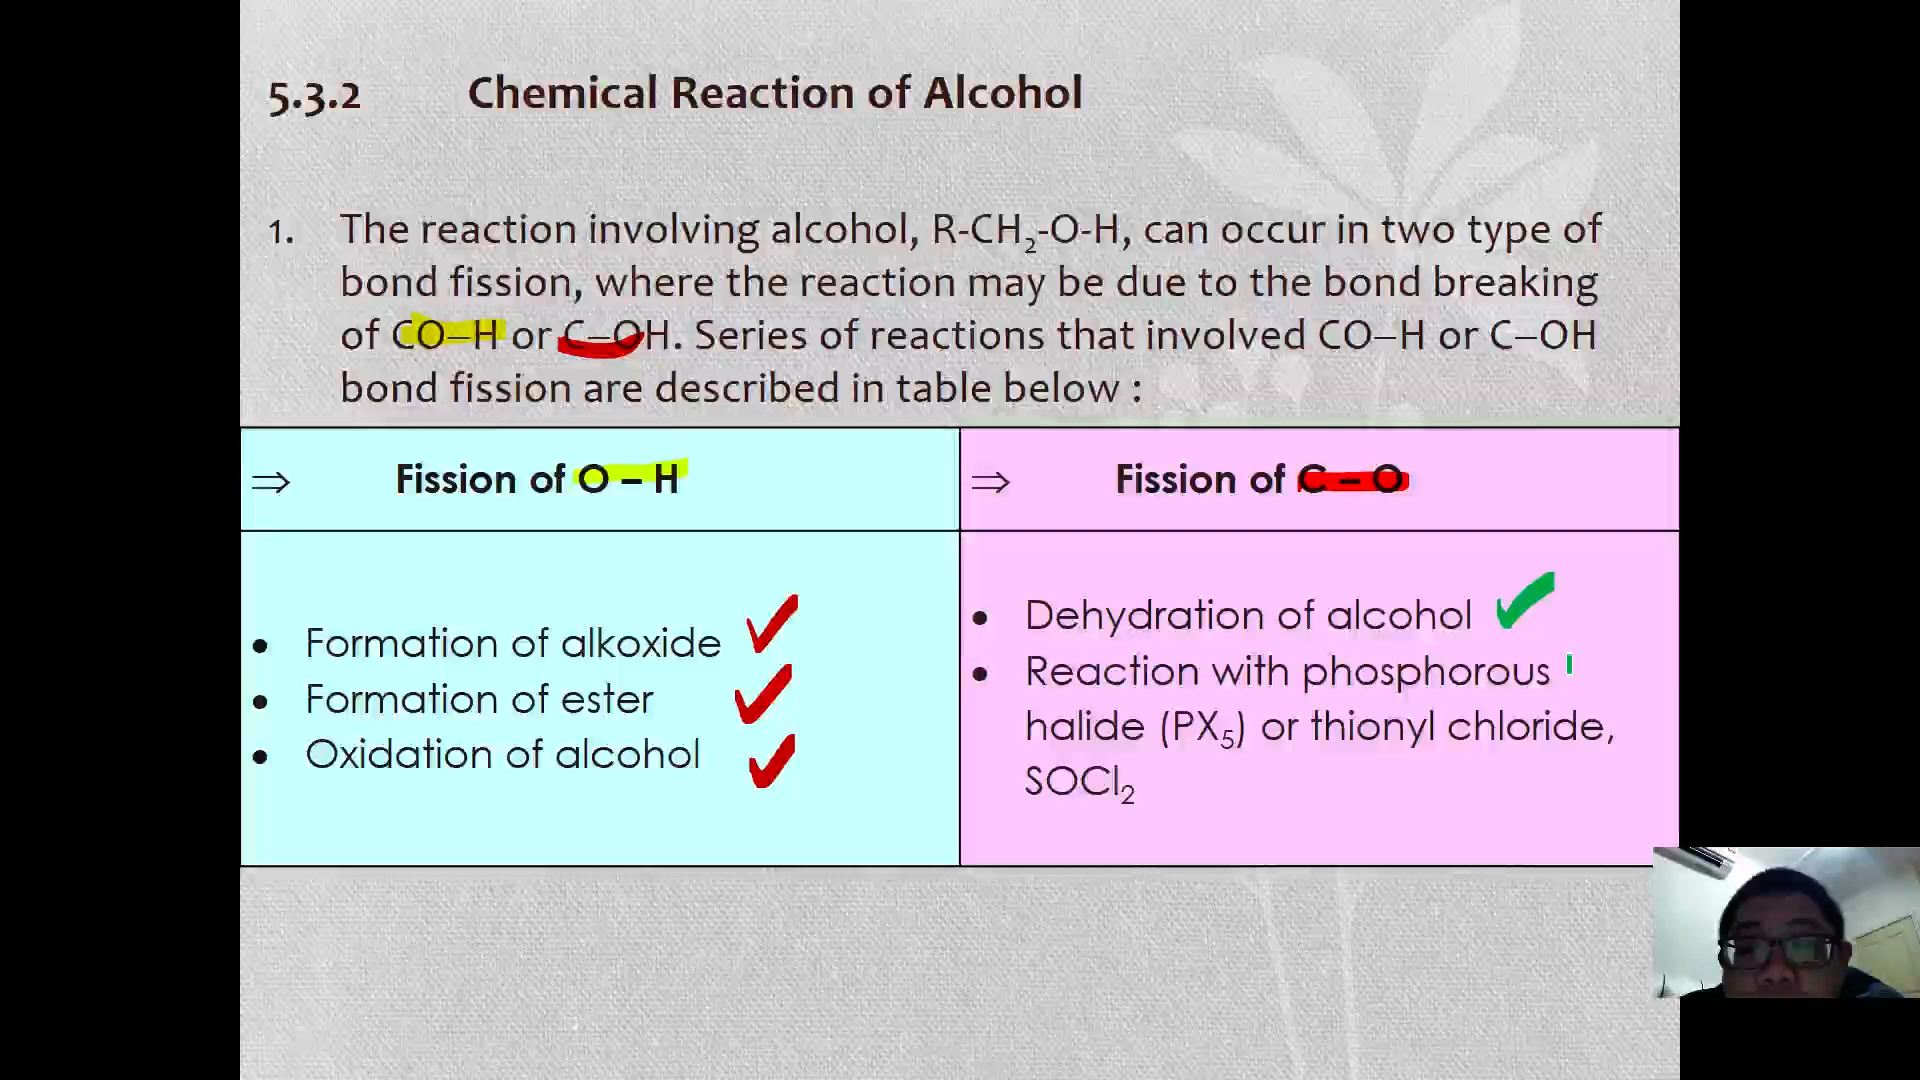 5.3.2 Chemical Reaction of Alcohol
1. The reaction involving alcohol, R-CH₂-O-H, can occur in two type of
bond fission, where the reaction may be due to the bond breaking
of CO–H or C–OH. Series of reactions that involved CO–H or C–OH
bond fission are described in table below :
⇒ Fission of O – H
• Formation of alkoxide
• Formation of ester
• Oxidation of alcohol
⇒ Fission of C – O
• Dehydration of alcohol
• Reaction with phosphorous
halide (PX₅) or thionyl chloride,
SOCl₂